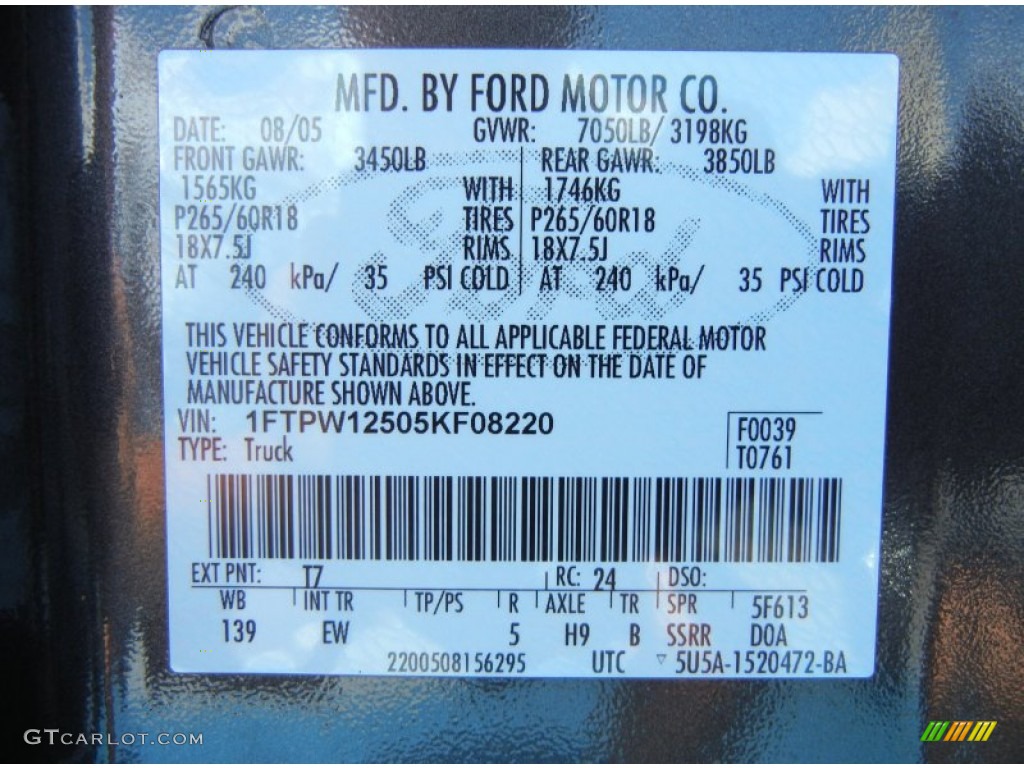 MFD. BY FORD MOTOR CO.
DATE: 08/05 GVWR: 7050LB/ 3198KG
FRONT GAWR: 3450LB REAR GAWR: 3850LB
1565KG WITH 1746KG WITH
P265/60R18 TIRES P265/60R18 TIRES
18X7.5J RIMS 18X7.5J RIMS
AT 240 kPa/ 35 PSI COLD AT 240 kPa/ 35 PSI COLD
Ford
THIS VEHICLE CONFORMS TO ALL APPLICABLE FEDERAL MOTOR
VEHICLE SAFETY STANDARDS IN EFFECT ON THE DATE OF
MANUFACTURE SHOWN ABOVE.
VIN: 1FTPW12505KF08220 F0039
TYPE: Truck T0761
EXT PNT: T7 RC: 24 DSO:
WB INT TR TP/PS R AXLE TR SPR 5F613
139 EW 5 H9 B SSRR DOA
2200508156295 UTC ▽ 5U5A-1520472-BA
GTCARLOT.COM